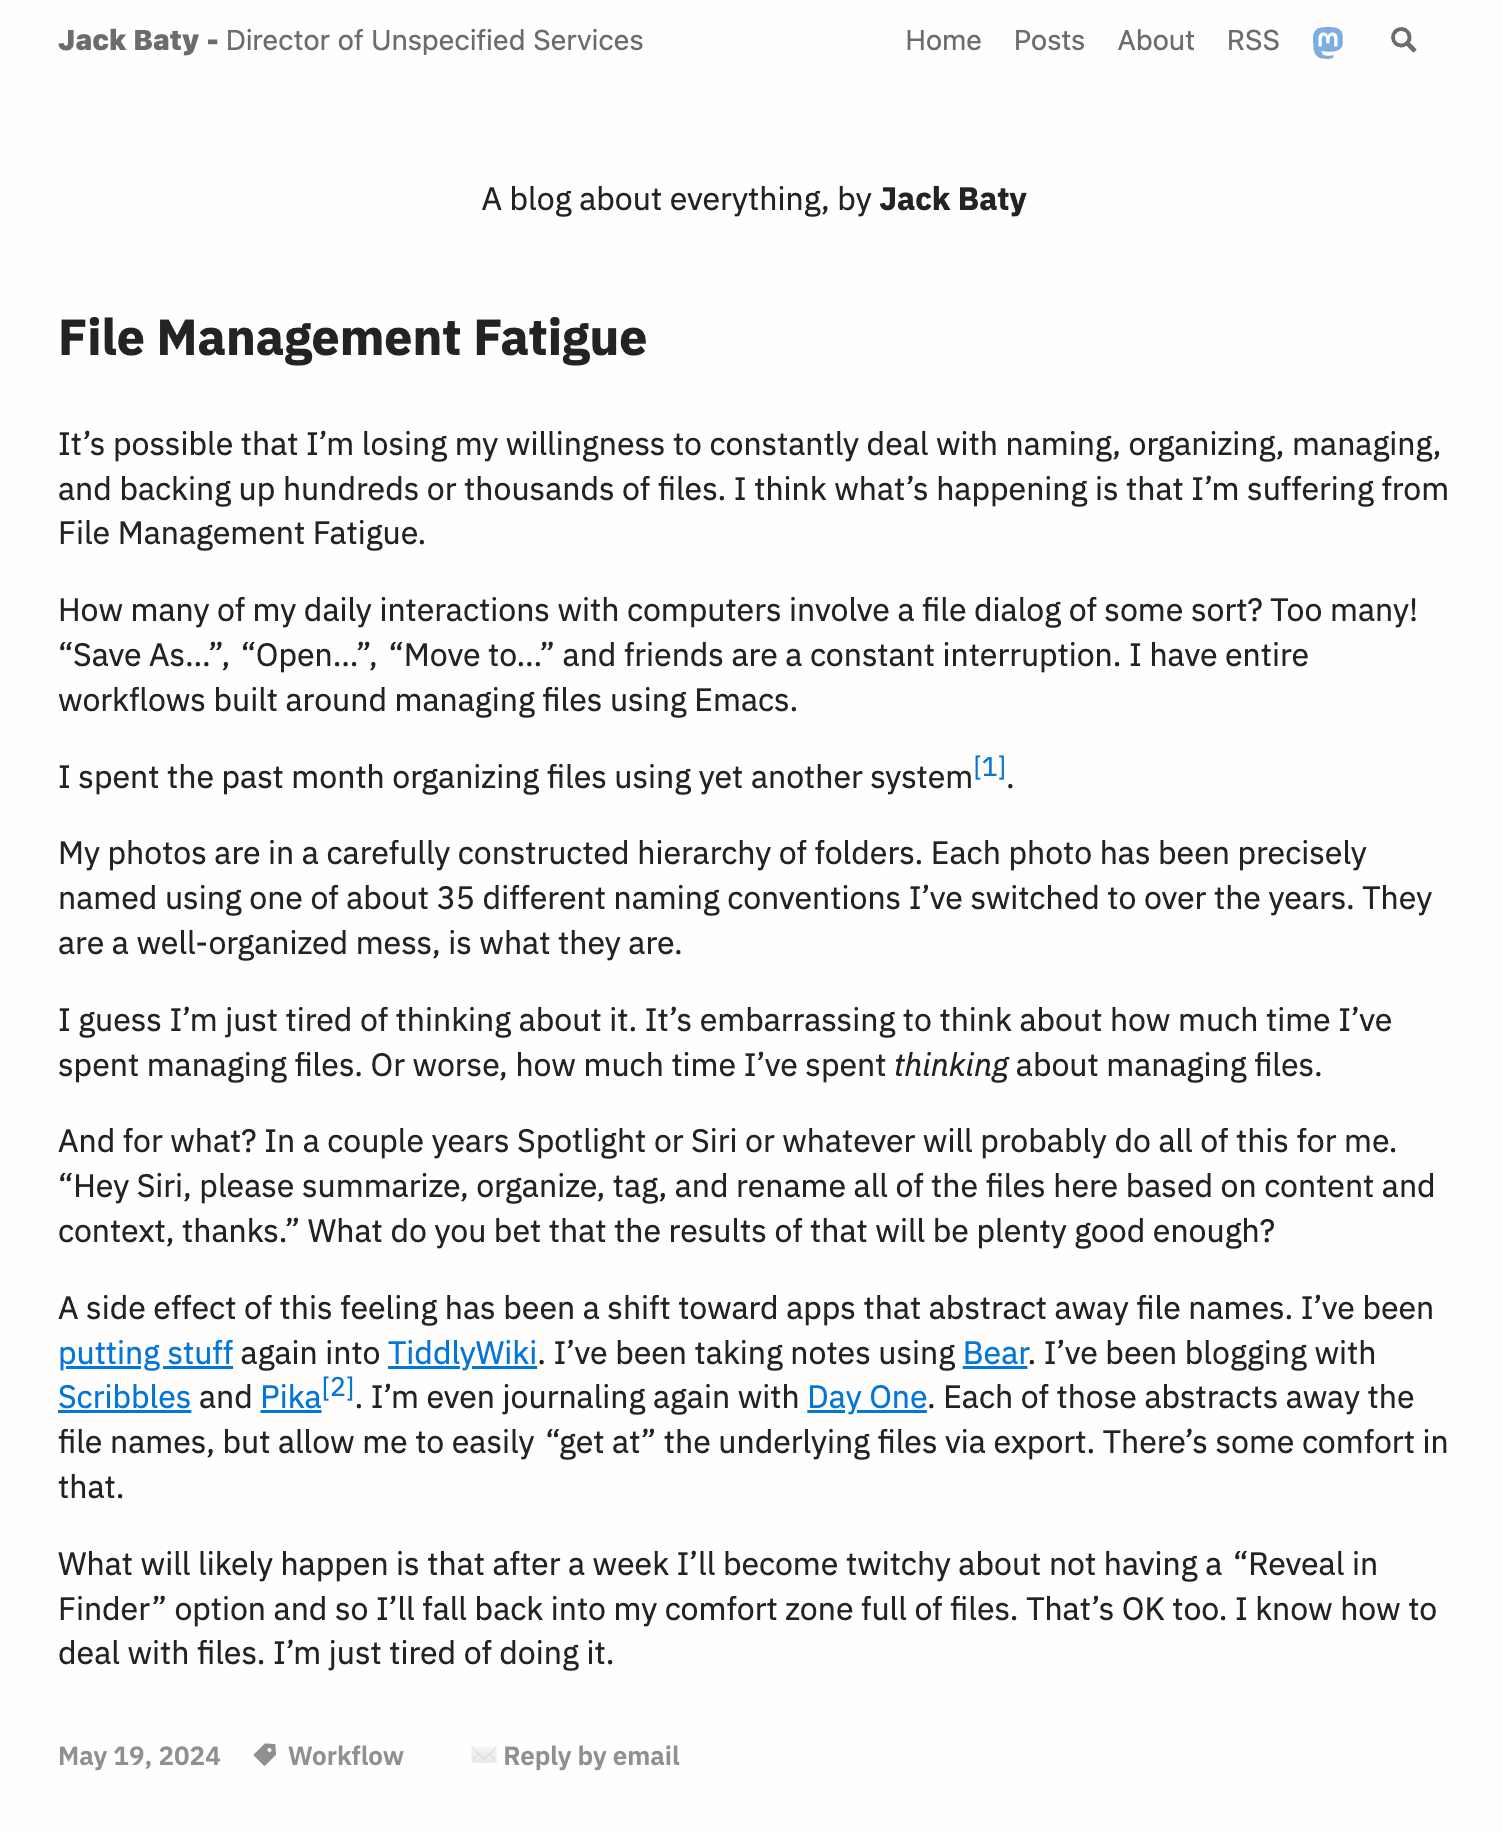 Jack Baty - Director of Unspecified Services
Home Posts About RSS
A blog about everything, by Jack Baty
File Management Fatigue
It’s possible that I’m losing my willingness to constantly deal with naming, organizing, managing,
and backing up hundreds or thousands of files. I think what’s happening is that I’m suffering from
File Management Fatigue.
How many of my daily interactions with computers involve a file dialog of some sort? Too many!
“Save As…”, “Open…”, “Move to…” and friends are a constant interruption. I have entire
workflows built around managing files using Emacs.
I spent the past month organizing files using yet another system[1].
My photos are in a carefully constructed hierarchy of folders. Each photo has been precisely
named using one of about 35 different naming conventions I’ve switched to over the years. They
are a well-organized mess, is what they are.
I guess I’m just tired of thinking about it. It’s embarrassing to think about how much time I’ve
spent managing files. Or worse, how much time I’ve spent thinking about managing files.
And for what? In a couple years Spotlight or Siri or whatever will probably do all of this for me.
“Hey Siri, please summarize, organize, tag, and rename all of the files here based on content and
context, thanks.” What do you bet that the results of that will be plenty good enough?
A side effect of this feeling has been a shift toward apps that abstract away file names. I’ve been
putting stuff again into TiddlyWiki. I’ve been taking notes using Bear. I’ve been blogging with
Scribbles and Pika[2]. I’m even journaling again with Day One. Each of those abstracts away the
file names, but allow me to easily “get at” the underlying files via export. There’s some comfort in
that.
What will likely happen is that after a week I’ll become twitchy about not having a “Reveal in
Finder” option and so I’ll fall back into my comfort zone full of files. That’s OK too. I know how to
deal with files. I’m just tired of doing it.
May 19, 2024 Workflow Reply by email